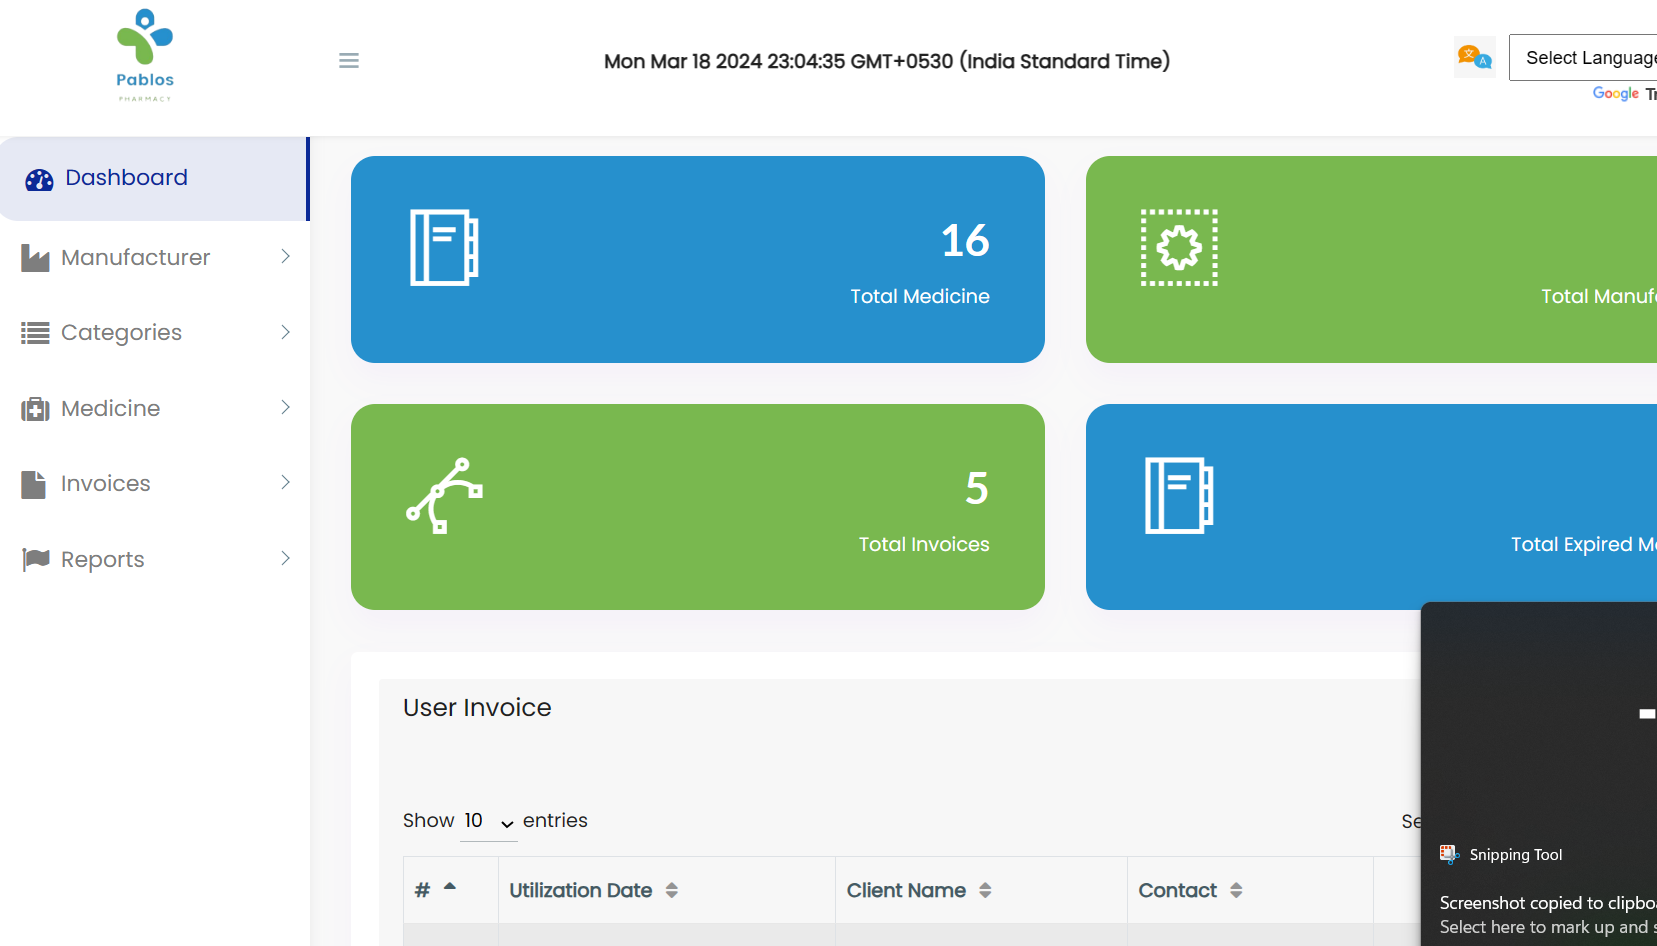 Pablos
PHARMACY
Mon Mar 18 2024 23:04:35 GMT+0530 (India Standard Time)
Select Language
Google Tr
Dashboard
Manufacturer
Categories
Medicine
Invoices
Reports
16
Total Medicine
Total Manuf
5
Total Invoices
Total Expired M
User Invoice
Show 10 entries
Se
# Utilization Date Client Name Contact
Snipping Tool
Screenshot copied to clipbo
Select here to mark up and s